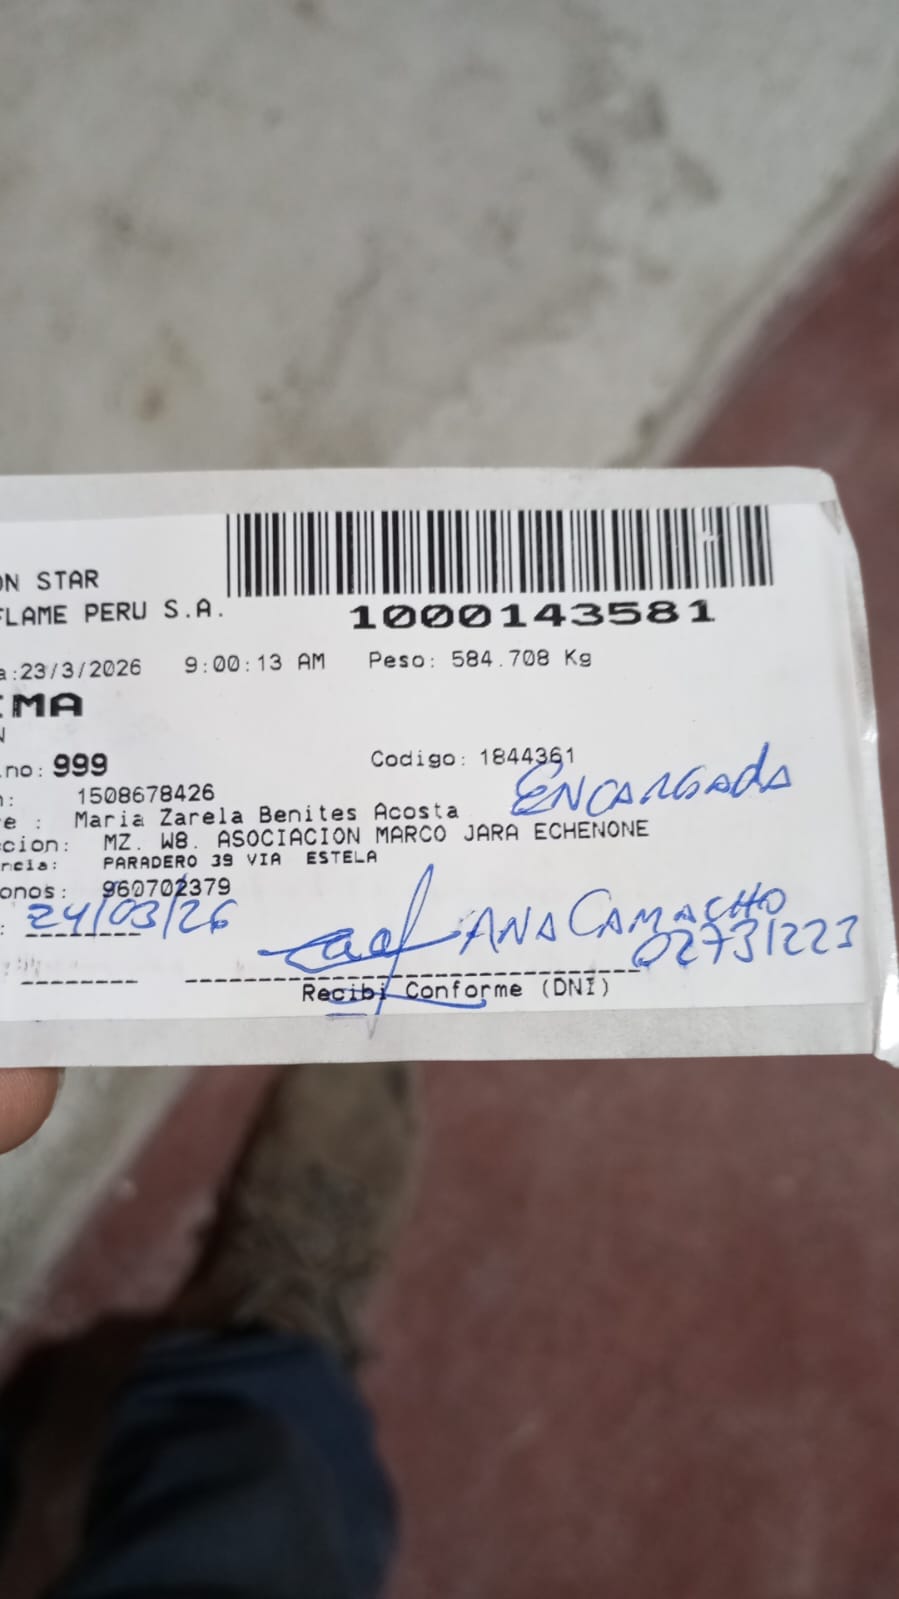 ON STAR
FLAME PERU S.A.
1000143581
a:23/3/2026 9:00:13 AM Peso: 584.708 Kg
IMA
N
.no: 999 Codigo: 1844361
: 1508678426 ENCARGADA
e : Maria Zarela Benites Acosta
ccion: MZ. W8. ASOCIACION MARCO JARA ECHENONE
ncia: PARADERO 39 VIA ESTELA
onos: 960702379
: 24/03/26 ANA CAMACHO
02731223
Recibi Conforme (DNI)